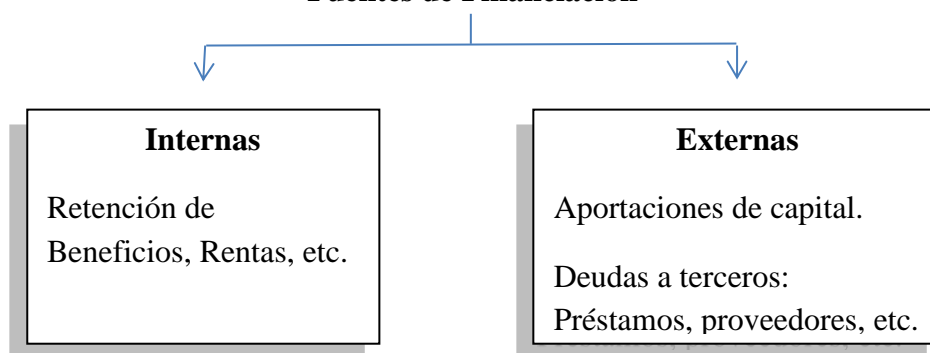 Fuentes de Financiación
Internas
Retención de
Beneficios, Rentas, etc.
Externas
Aportaciones de capital.
Deudas a terceros:
Préstamos, proveedores, etc.